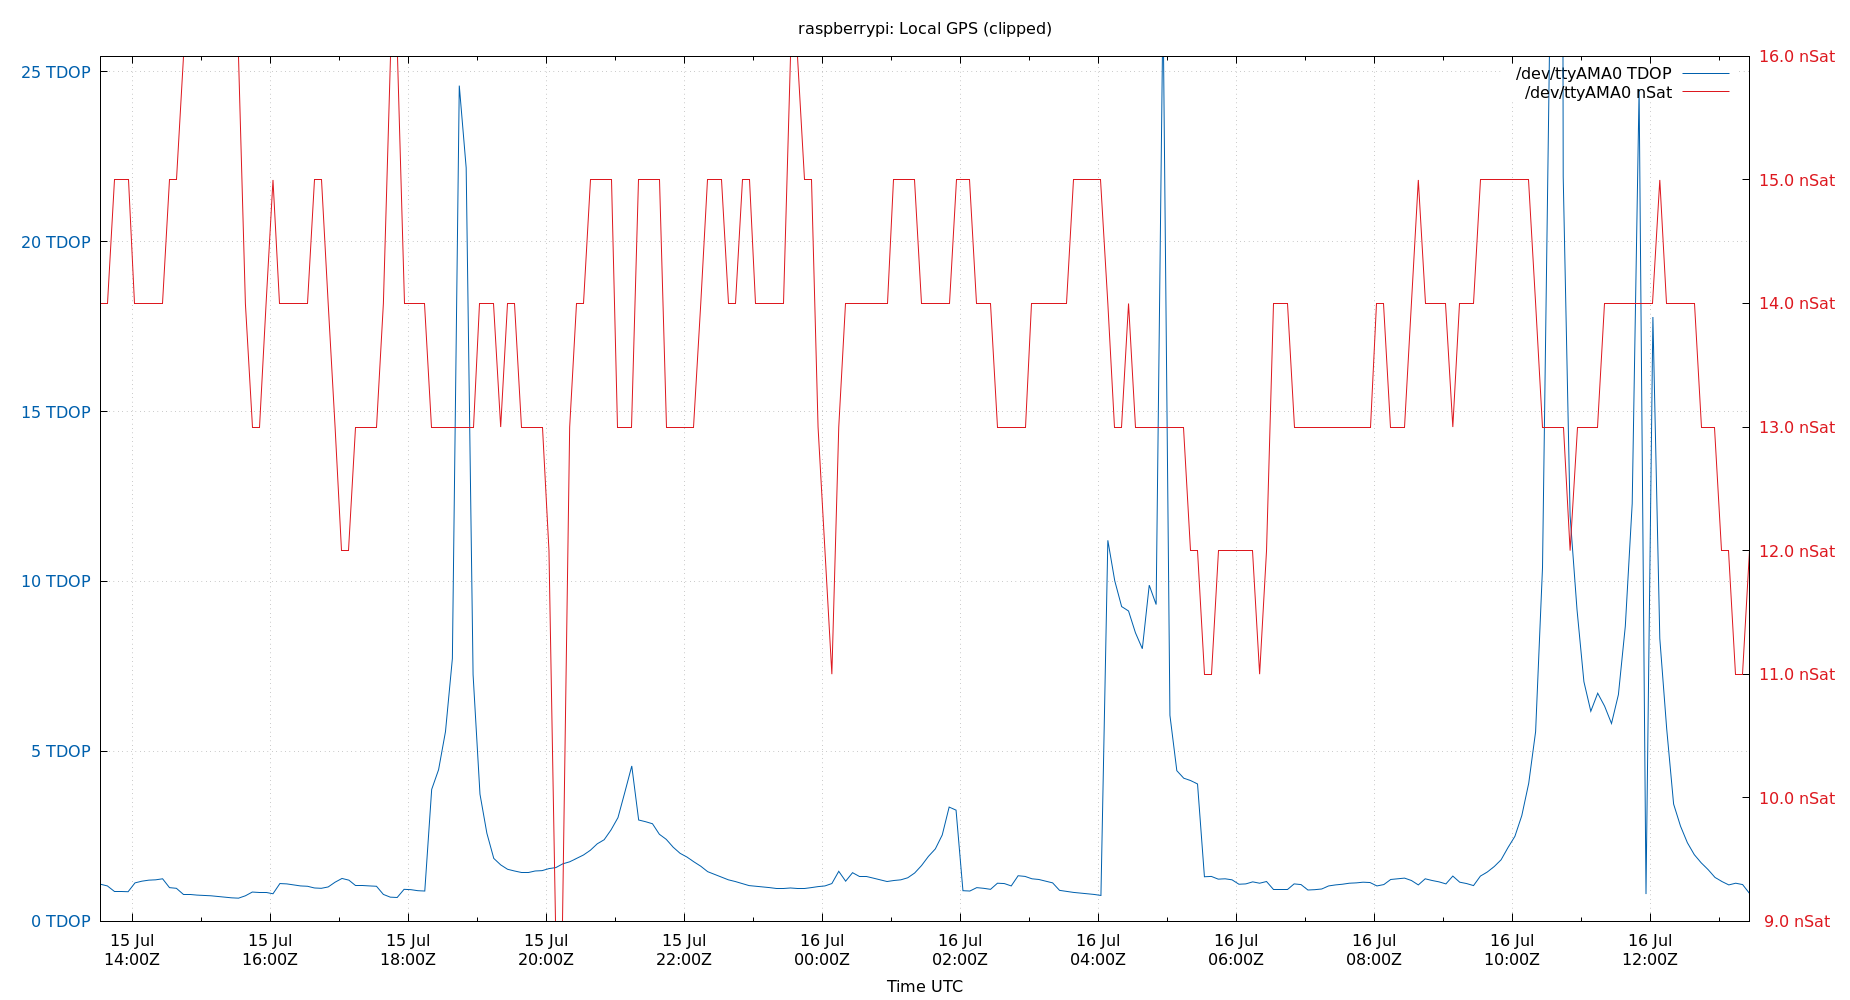 raspberrypi: Local GPS (clipped)
/dev/ttyAMA0 TDOP
/dev/ttyAMA0 nSat
25 TDOP
20 TDOP
15 TDOP
10 TDOP
5 TDOP
0 TDOP
16.0 nSat
15.0 nSat
14.0 nSat
13.0 nSat
12.0 nSat
11.0 nSat
10.0 nSat
9.0 nSat
15 Jul 15 Jul 15 Jul 15 Jul 15 Jul 16 Jul 16 Jul 16 Jul 16 Jul 16 Jul 16 Jul 16 Jul
14:00Z 16:00Z 18:00Z 20:00Z 22:00Z 00:00Z 02:00Z 04:00Z 06:00Z 08:00Z 10:00Z 12:00Z
Time UTC